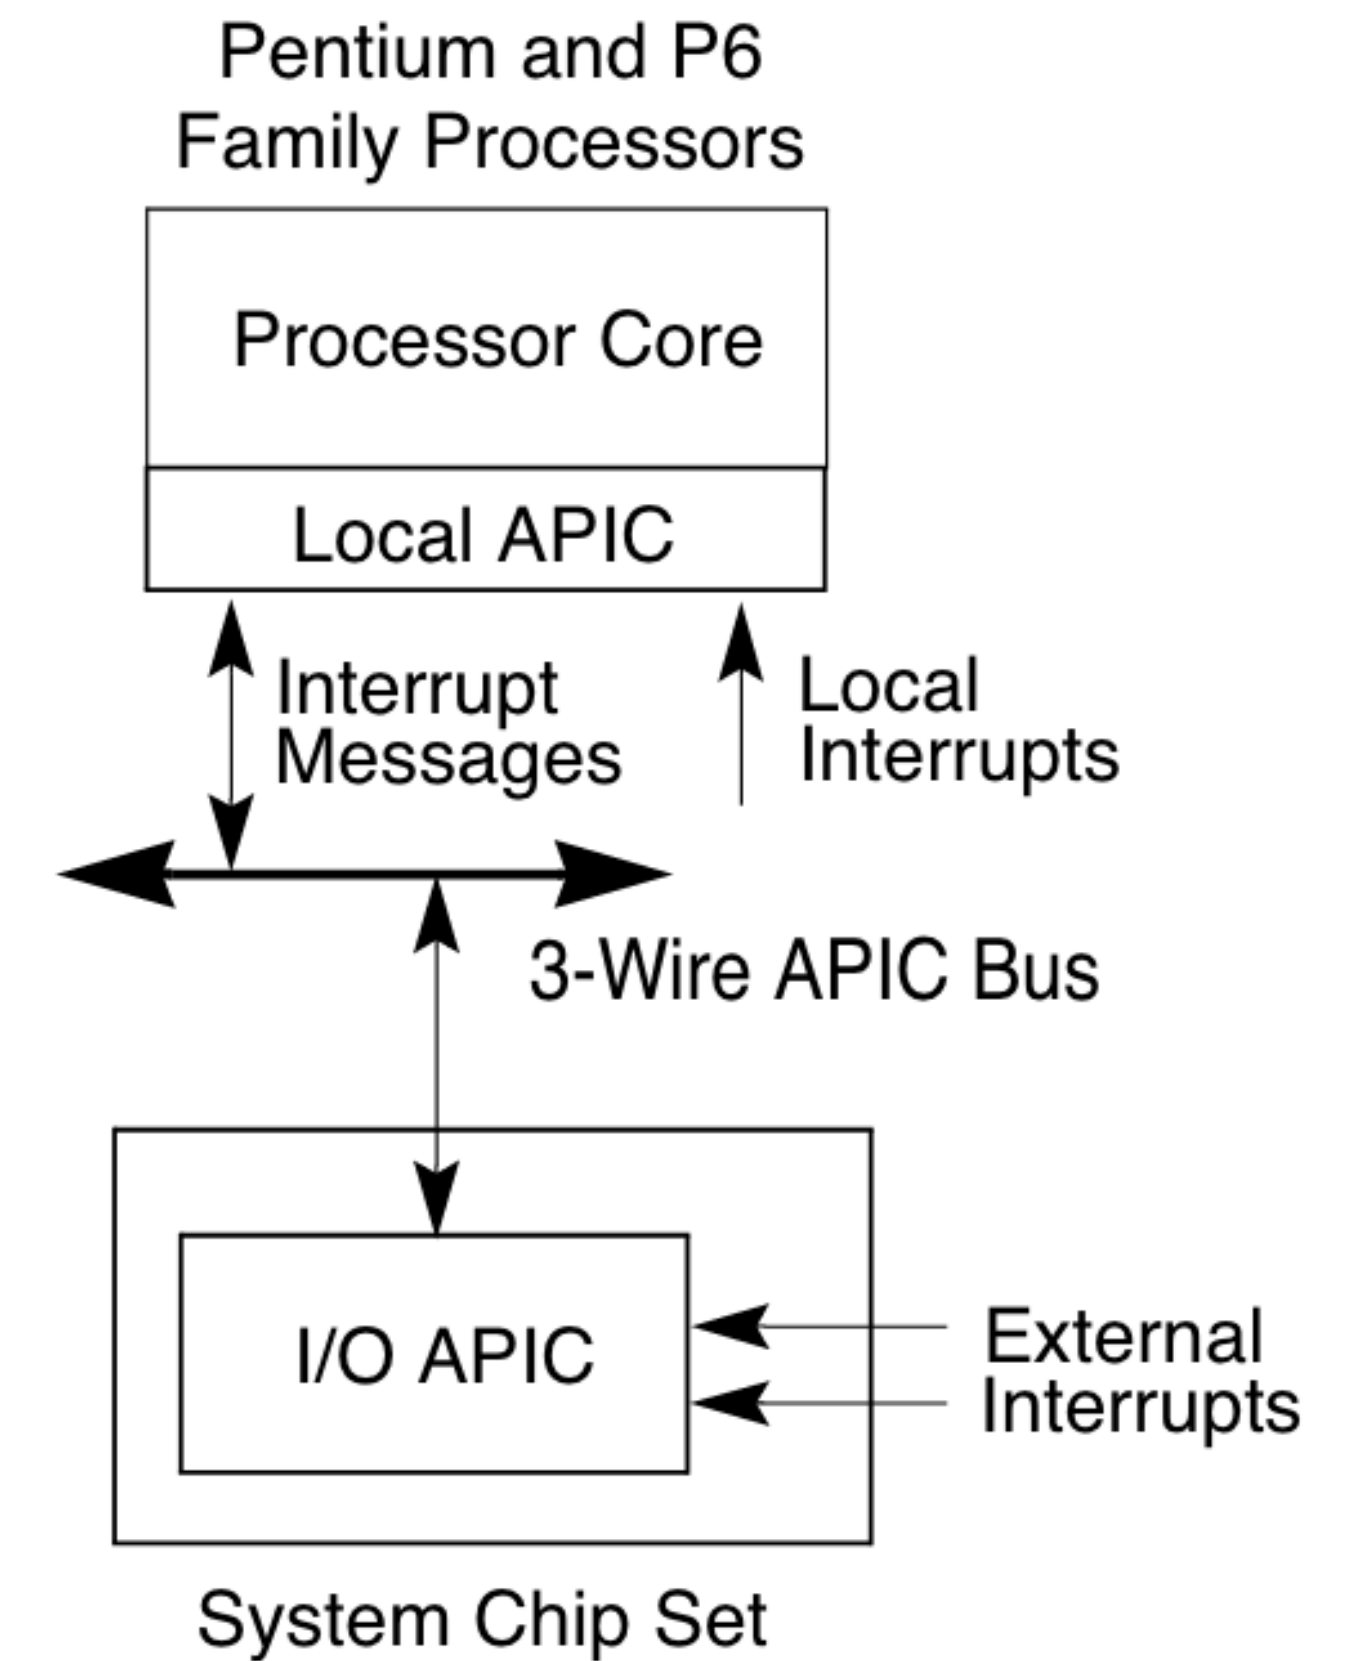 Pentium and P6
Family Processors
Processor Core
Local APIC
Interrupt
Messages
Local
Interrupts
3-Wire APIC Bus
I/O APIC
External
Interrupts
System Chip Set